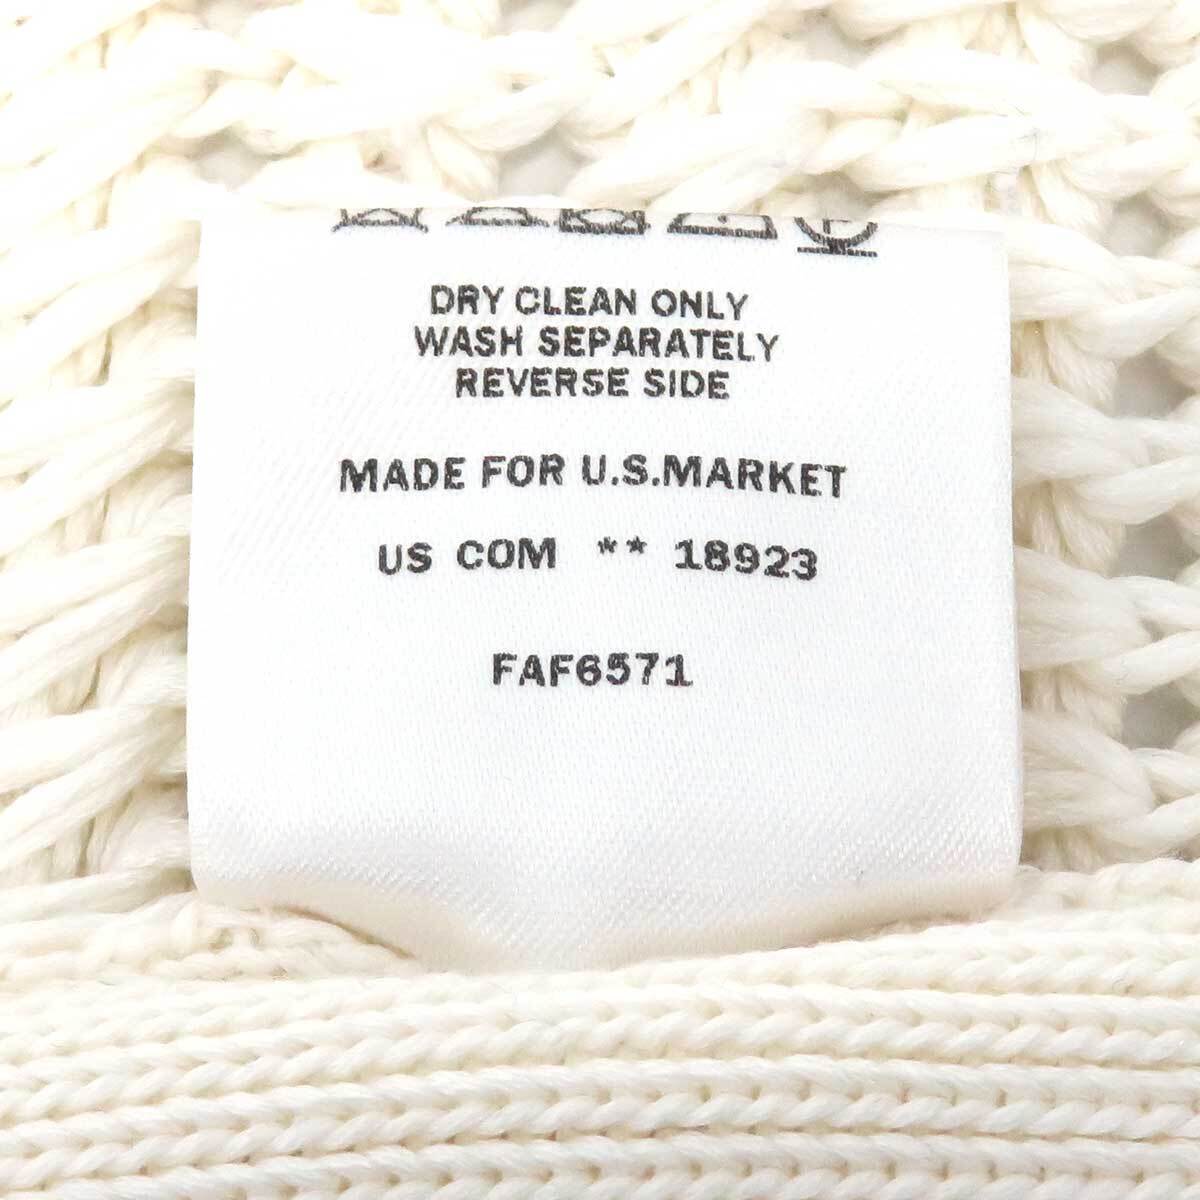 DRY CLEAN ONLY
WASH SEPARATELY
REVERSE SIDE
MADE FOR U.S.MARKET
US COM ** 18923
FAF6571